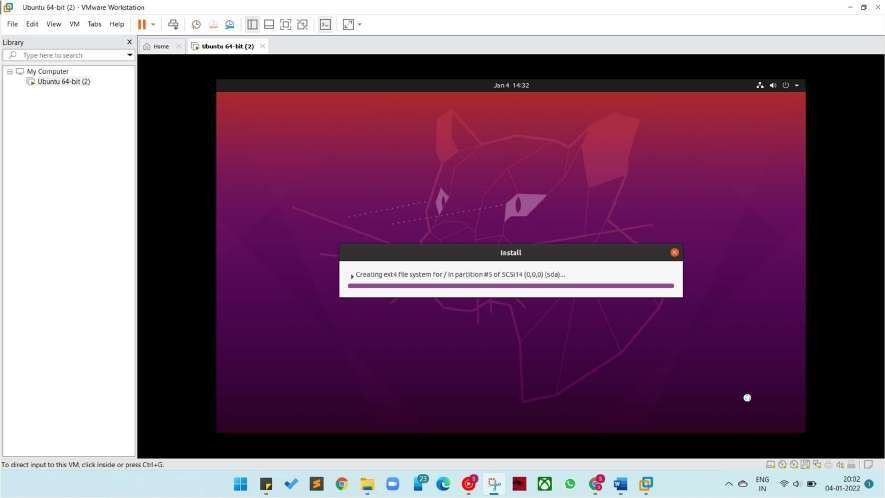 Ubuntu 64-bit (2) - VMware Workstation
File Edit View VM Tabs Help
Library
Type here to search
Home
Ubuntu 64-bit (2)
My Computer
Ubuntu 64-bit (2)
Jan 4 14:32
Install
Creating ext4 file system for / in partition #5 of SCSI14 (0,0,0) (sda)...
To direct input to this VM, click inside or press Ctrl+G.
23
ENG
IN
20:02
04-01-2022